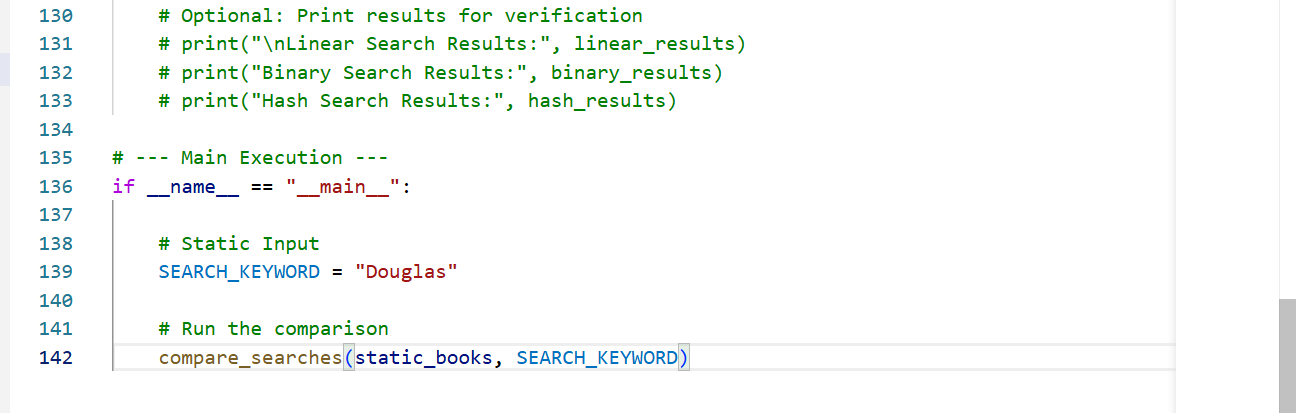 130 # Optional: Print results for verification
131 # print("\nLinear Search Results:", linear_results)
132 # print("Binary Search Results:", binary_results)
133 # print("Hash Search Results:", hash_results)
134
135 # --- Main Execution ---
136 if __name__ == "__main__":
137
138 # Static Input
139 SEARCH_KEYWORD = "Douglas"
140
141 # Run the comparison
142 compare_searches(static_books, SEARCH_KEYWORD)